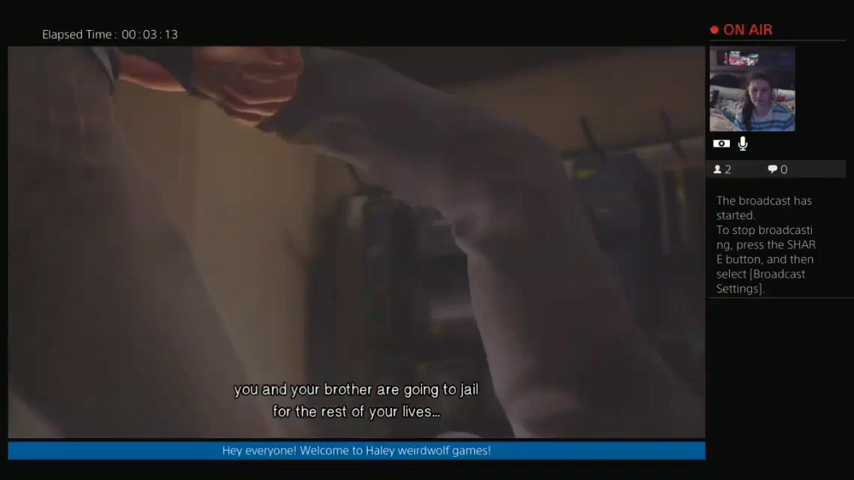 Elapsed Time : 00:03:13
ON AIR
2
0
The broadcast has
started.
To stop broadcasti
ng, press the SHAR
E button, and then
select [Broadcast
Settings].
you and your brother are going to jail
for the rest of your lives...
Hey everyone! Welcome to Haley weirdwolf games!